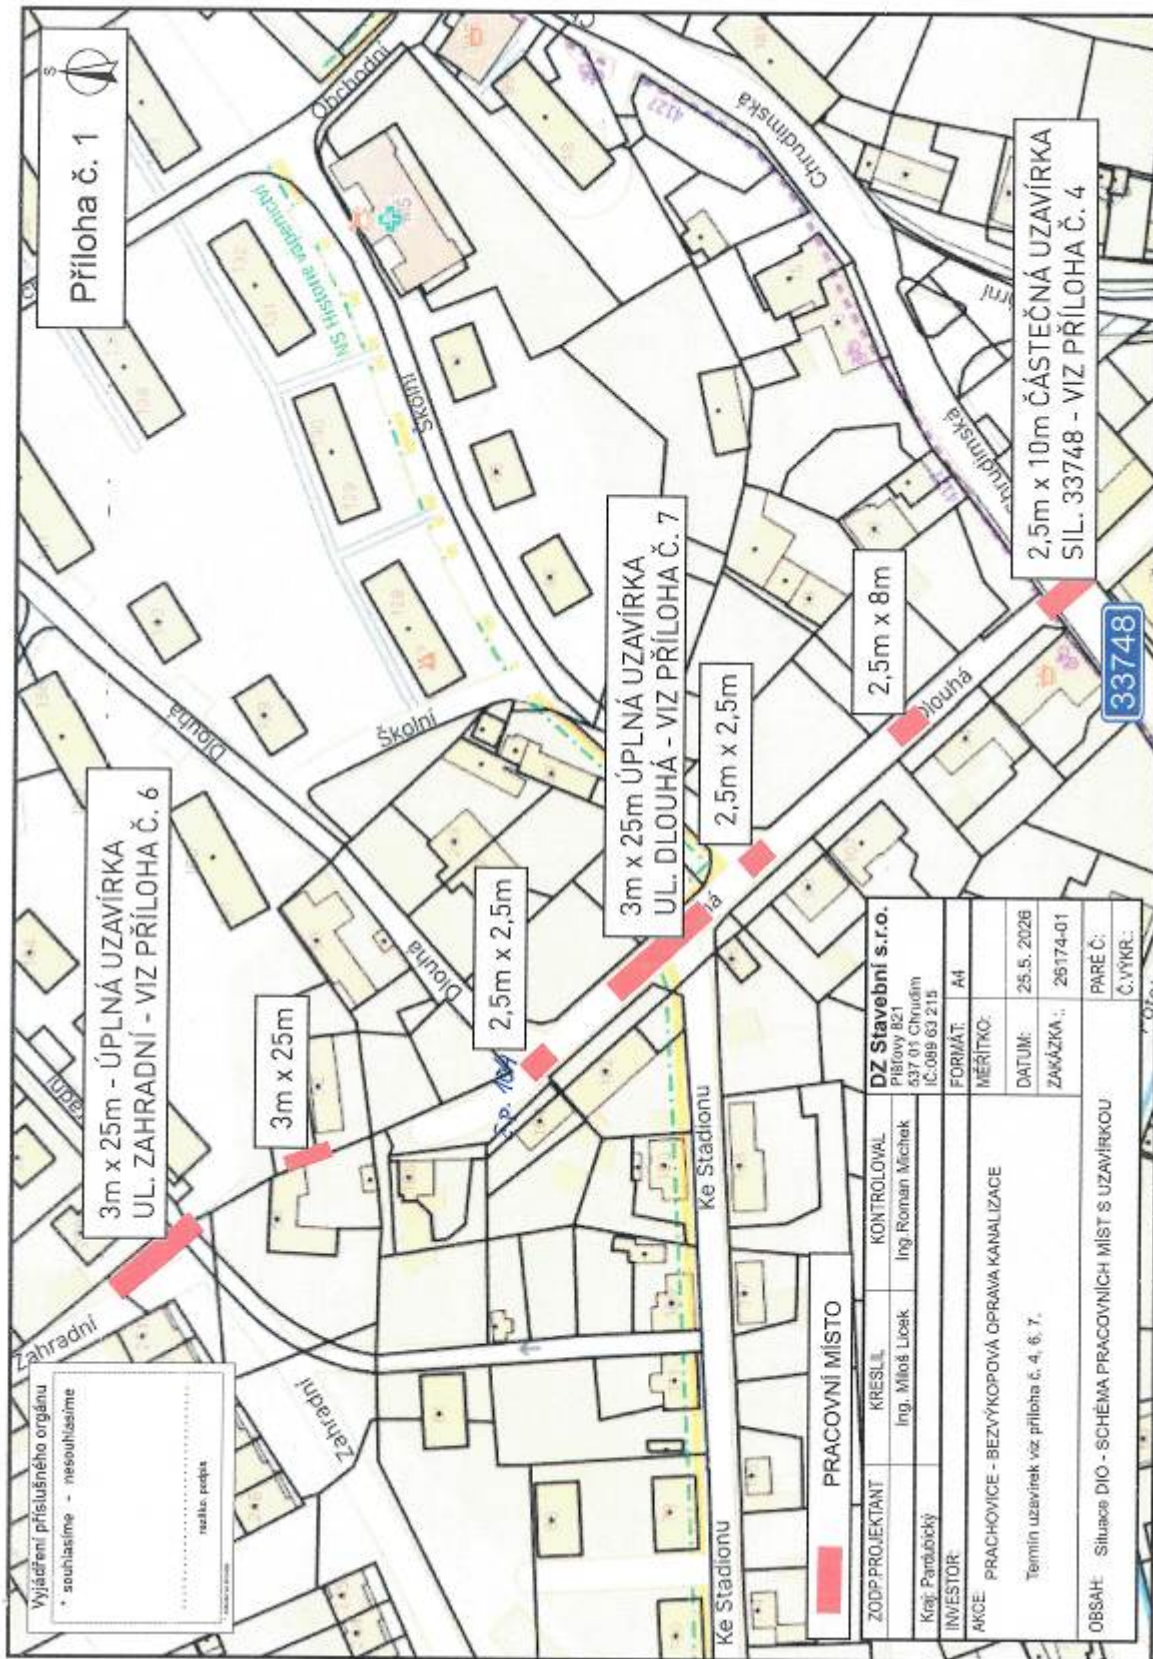 Vyjádření příslušného orgánu
* souhlasíme - nesouhlasíme
razítko, podpis
Příloha č. 1
S
3m x 25m - ÚPLNÁ UZAVÍRKA
UL. ZAHRADNÍ - VIZ PŘÍLOHA Č. 6
3m x 25m
2,5m x 2,5m
3m x 25m ÚPLNÁ UZAVÍRKA
UL. DLOUHÁ - VIZ PŘÍLOHA Č. 7
2,5m x 2,5m
2,5m x 8m
2,5m x 10m ČÁSTEČNÁ UZAVÍRKA
SIL. 33748 - VIZ PŘÍLOHA Č. 4
33748
Zahradní
Zahradní
Dlouhá
Dlouhá
Dlouhá
Školní
Školní
Obchodní
NS Historie vápenictví
Chrudimská
Chrudimská
4127
Ke Stadionu
Ke Stadionu
PRACOVNÍ MÍSTO
ZODP.PROJEKTANT
KRESLIL
KONTROLOVAL
Ing. Miloš Licek
Ing. Roman Michek
DZ Stavební s.r.o.
Píšťovy 821
537 01 Chrudim
IČ:089 63 215
Kraj: Pardubický
INVESTOR:
FORMÁT: A4
MĚŘÍTKO:
AKCE: PRACHOVICE - BEZVÝKOPOVÁ OPRAVA KANALIZACE
Termín uzavírek viz příloha č. 4, 6, 7.
DATUM: 25.5. 2026
ZAKÁZKA.: 26174-01
OBSAH: Situace DIO - SCHÉMA PRACOVNÍCH MÍST S UZAVÍRKOU
PARÉ Č:
Č.VÝKR.: